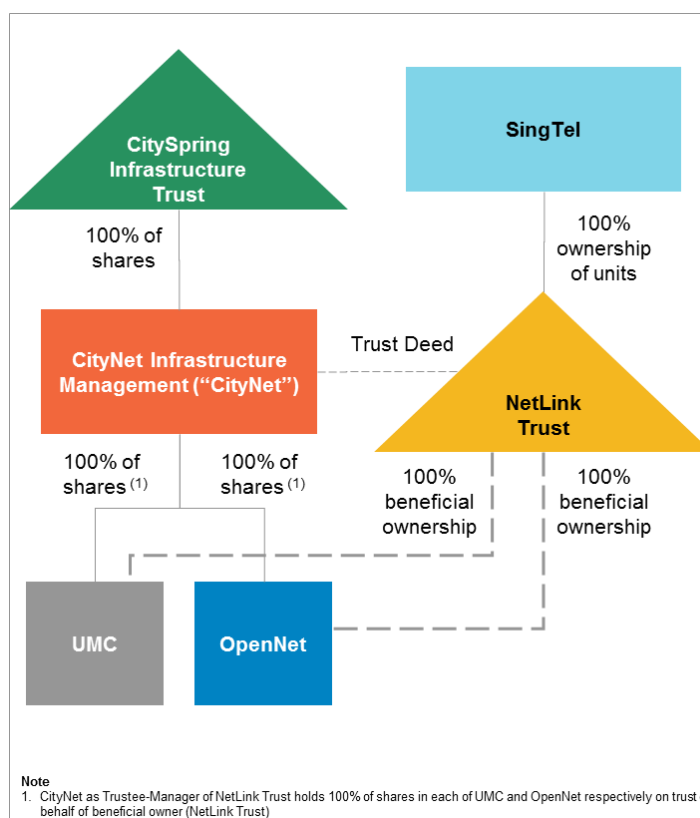 CitySpring
Infrastructure
Trust
SingTel
100% of
shares
100%
ownership
of units
CityNet Infrastructure
Management (“CityNet”)
Trust Deed
NetLink
Trust
100% of
shares (1)
100% of
shares (1)
100%
beneficial
ownership
100%
beneficial
ownership
UMC
OpenNet
Note
1. CityNet as Trustee-Manager of NetLink Trust holds 100% of shares in each of UMC and OpenNet respectively on trust
behalf of beneficial owner (NetLink Trust)